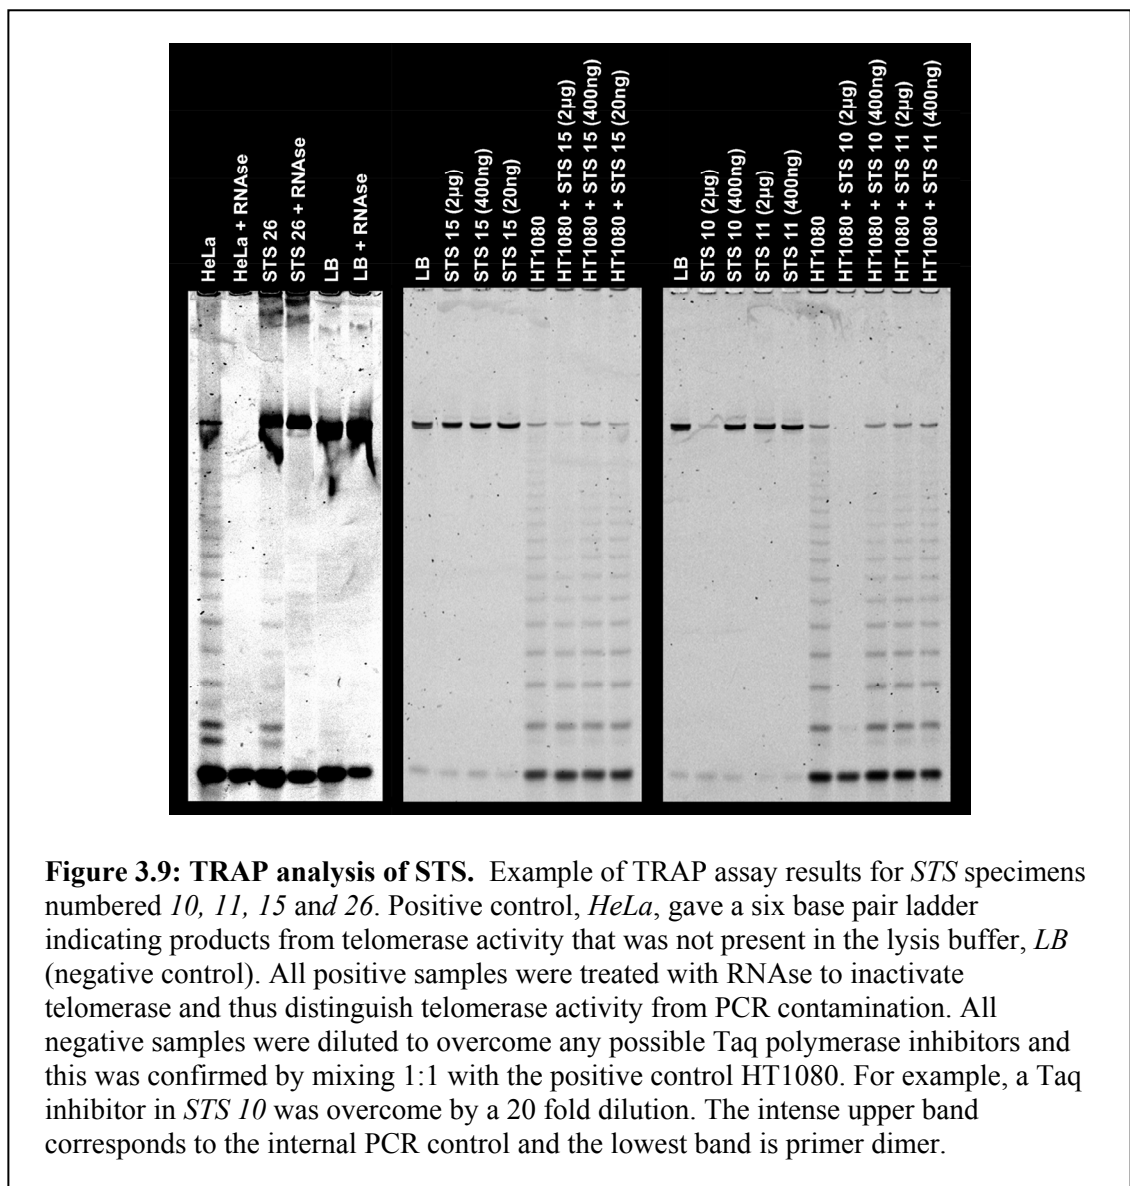 HeLa
HeLa + RNAse
STS 26
STS 26 + RNAse
LB
LB + RNAse
LB
STS 15 (2µg)
STS 15 (400ng)
STS 15 (20ng)
HT1080
HT1080 + STS 15 (2µg)
HT1080 + STS 15 (400ng)
HT1080 + STS 15 (20ng)
LB
STS 10 (2µg)
STS 10 (400ng)
STS 11 (2µg)
STS 11 (400ng)
HT1080
HT1080 + STS 10 (2µg)
HT1080 + STS 10 (400ng)
HT1080 + STS 11 (2µg)
HT1080 + STS 11 (400ng)
Figure 3.9: TRAP analysis of STS. Example of TRAP assay results for STS specimens
numbered 10, 11, 15 and 26. Positive control, HeLa, gave a six base pair ladder
indicating products from telomerase activity that was not present in the lysis buffer, LB
(negative control). All positive samples were treated with RNAse to inactivate
telomerase and thus distinguish telomerase activity from PCR contamination. All
negative samples were diluted to overcome any possible Taq polymerase inhibitors and
this was confirmed by mixing 1:1 with the positive control HT1080. For example, a Taq
inhibitor in STS 10 was overcome by a 20 fold dilution. The intense upper band
corresponds to the internal PCR control and the lowest band is primer dimer.